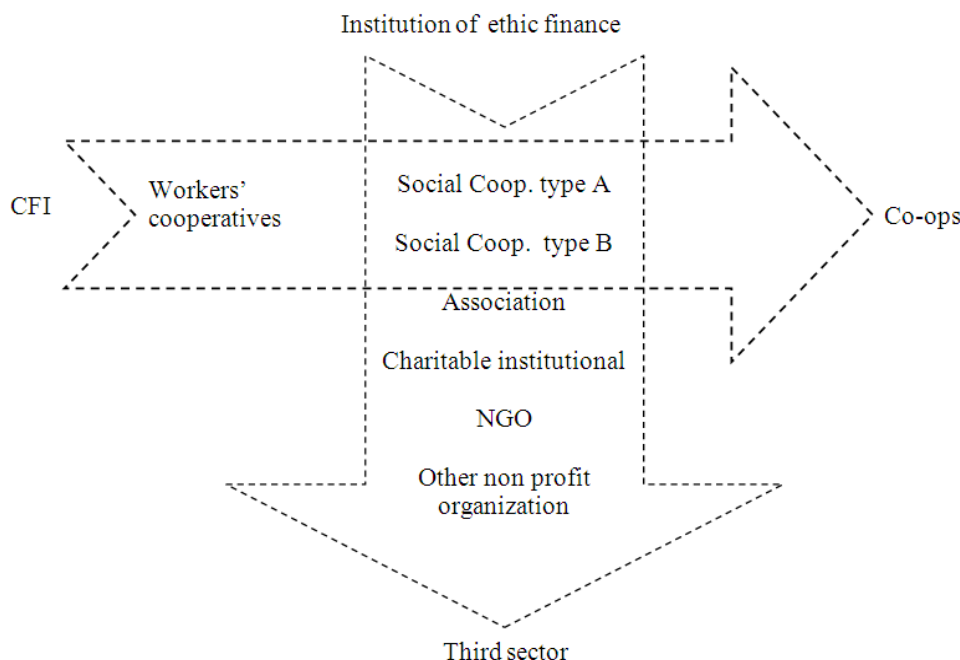 Institution of ethic finance
CFI
Workers'
cooperatives
Social Coop. type A
Social Coop. type B
Co-ops
Association
Charitable institutional
NGO
Other non profit
organization
Third sector